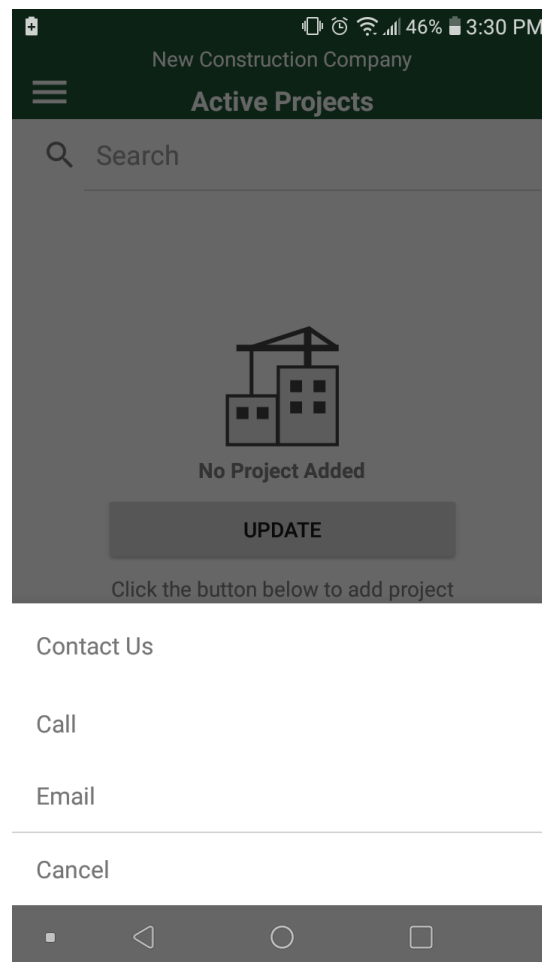 46% 3:30 PM
New Construction Company
Active Projects
Search
No Project Added
UPDATE
Click the button below to add project
Contact Us
Call
Email
Cancel